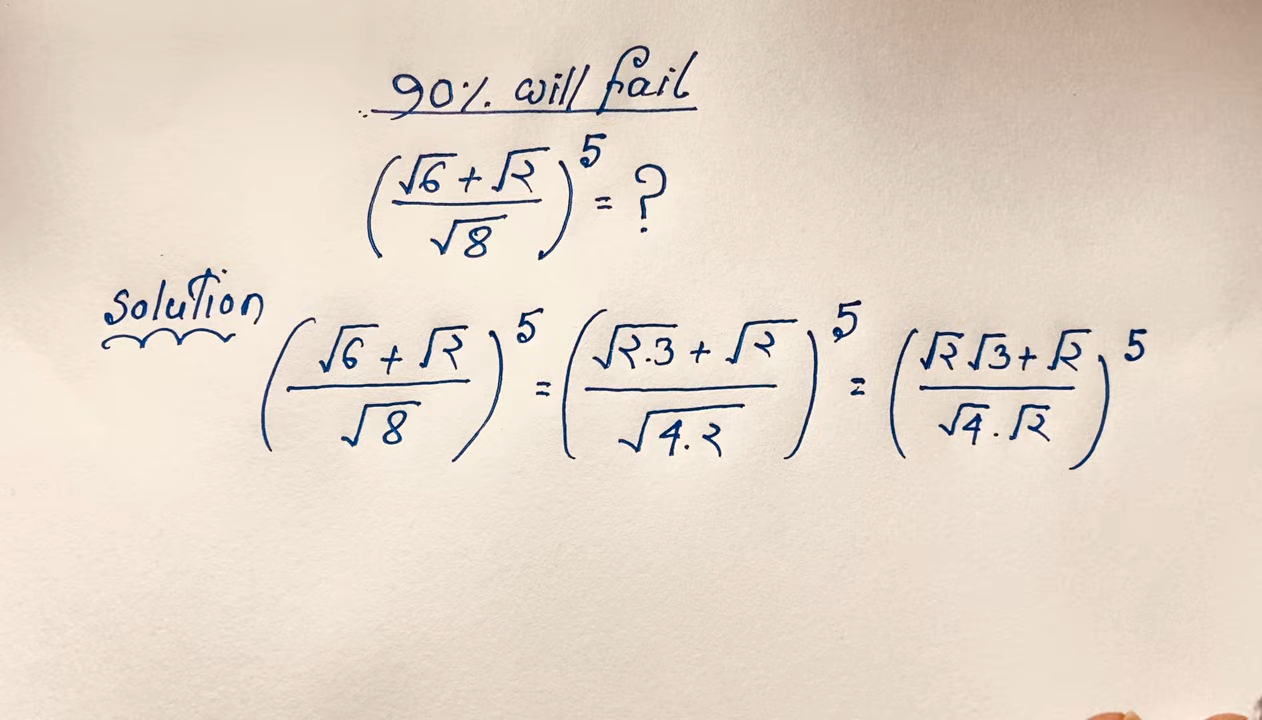 90% will fail
((√6 + √2)/√8)^5 = ?
Solution
((√6 + √2)/√8)^5 = ((√2.3 + √2)/√4.2)^5 = ((√2 √3 + √2)/(√4 . √2))^5